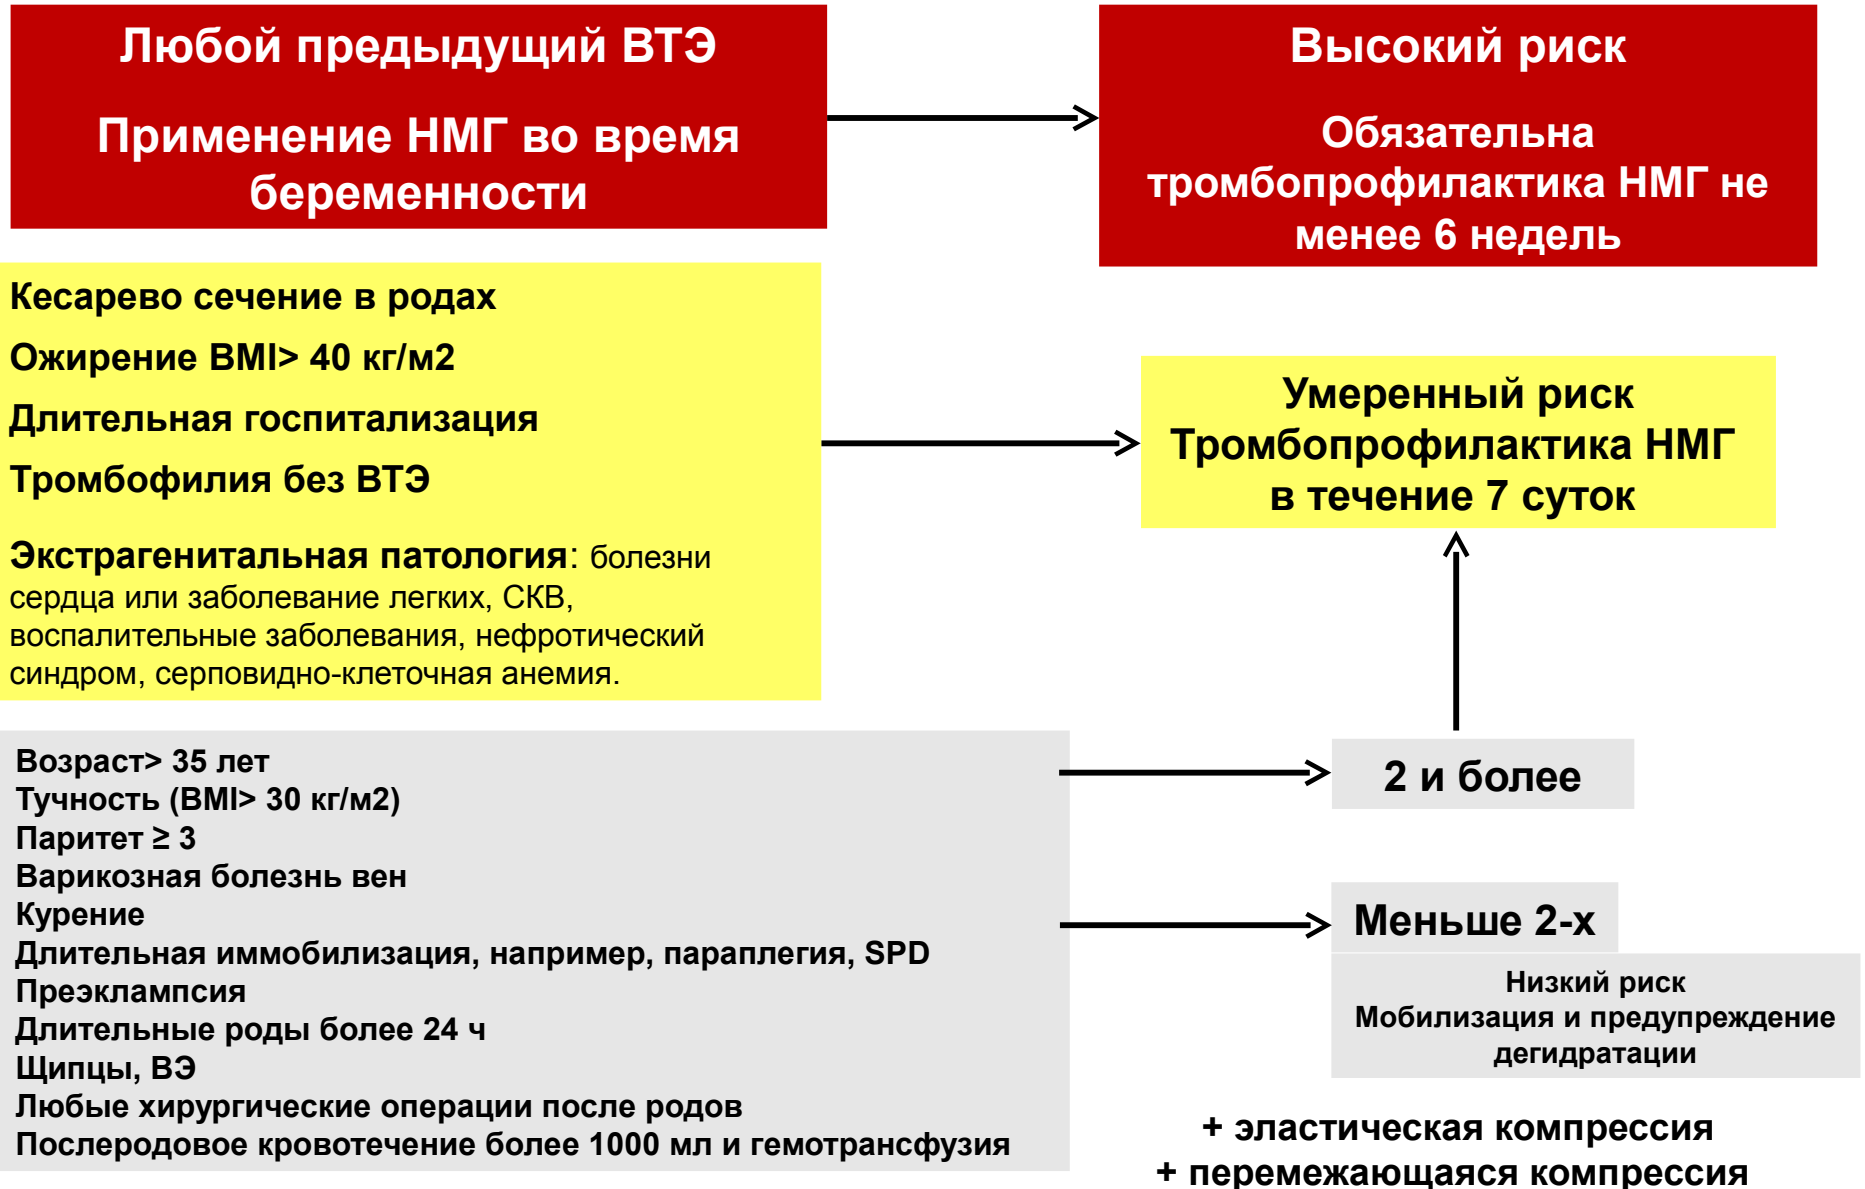 Любой предыдущий ВТЭ
Применение НМГ во время
беременности
Высокий риск
Обязательна
тромбопрофилактика НМГ не
менее 6 недель
Кесарево сечение в родах
Ожирение BMI> 40 кг/м2
Длительная госпитализация
Тромбофилия без ВТЭ
Экстрагенитальная патология: болезни
сердца или заболевание легких, СКВ,
воспалительные заболевания, нефротический
синдром, серповидно-клеточная анемия.
Умеренный риск
Тромбопрофилактика НМГ
в течение 7 суток
Возраст> 35 лет
Тучность (BMI> 30 кг/м2)
Паритет ≥ 3
Варикозная болезнь вен
Курение
Длительная иммобилизация, например, параплегия, SPD
Преэклампсия
Длительные роды более 24 ч
Щипцы, ВЭ
Любые хирургические операции после родов
Послеродовое кровотечение более 1000 мл и гемотрансфузия
2 и более
Меньше 2-х
Низкий риск
Мобилизация и предупреждение
дегидратации
+ эластическая компрессия
+ перемежающаяся компрессия